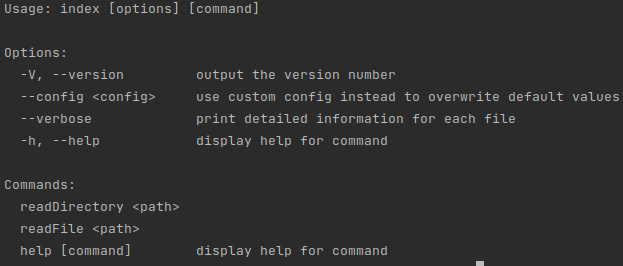 Usage: index [options] [command]
Options:
-V, --version output the version number
--config <config> use custom config instead to overwrite default values
--verbose print detailed information for each file
-h, --help display help for command
Commands:
readDirectory <path>
readFile <path>
help [command] display help for command